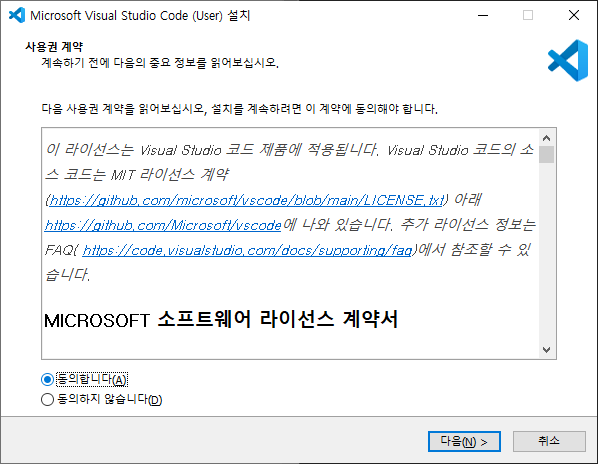 Microsoft Visual Studio Code (User) 설치
사용권 계약
계속하기 전에 다음의 중요 정보를 읽어보십시오.
다음 사용권 계약을 읽어보십시오, 설치를 계속하려면 이 계약에 동의해야 합니다.
이 라이선스는 Visual Studio 코드 제품에 적용됩니다. Visual Studio 코드의 소
스 코드는 MIT 라이선스 계약
(https://github.com/microsoft/vscode/blob/main/LICENSE.txt) 아래
https://github.com/Microsoft/vscode에 나와 있습니다. 추가 라이선스 정보는
FAQ( https://code.visualstudio.com/docs/supporting/faq)에서 참조할 수 있
습니다.
MICROSOFT 소프트웨어 라이선스 계약서
동의합니다(A)
동의하지 않습니다(D)
다음(N) >
취소